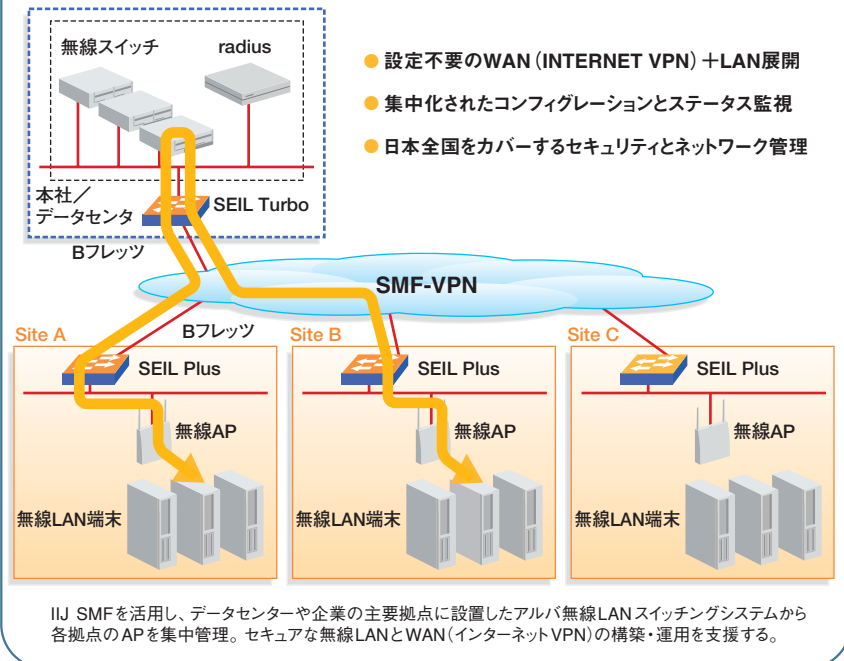 無線スイッチ
radius
本社／
データセンタ
SEIL Turbo
Bフレッツ
● 設定不要のWAN（INTERNET VPN）＋LAN展開
● 集中化されたコンフィグレーションとステータス監視
● 日本全国をカバーするセキュリティとネットワーク管理
SMF-VPN
Bフレッツ
Site A
SEIL Plus
無線AP
無線LAN端末
Site B
SEIL Plus
無線AP
無線LAN端末
Site C
SEIL Plus
無線AP
無線LAN端末
IIJ SMFを活用し、データセンターや企業の主要拠点に設置したアルバ無線LANスイッチングシステムから
各拠点のAPを集中管理。セキュアな無線LANとWAN（インターネットVPN）の構築・運用を支援する。